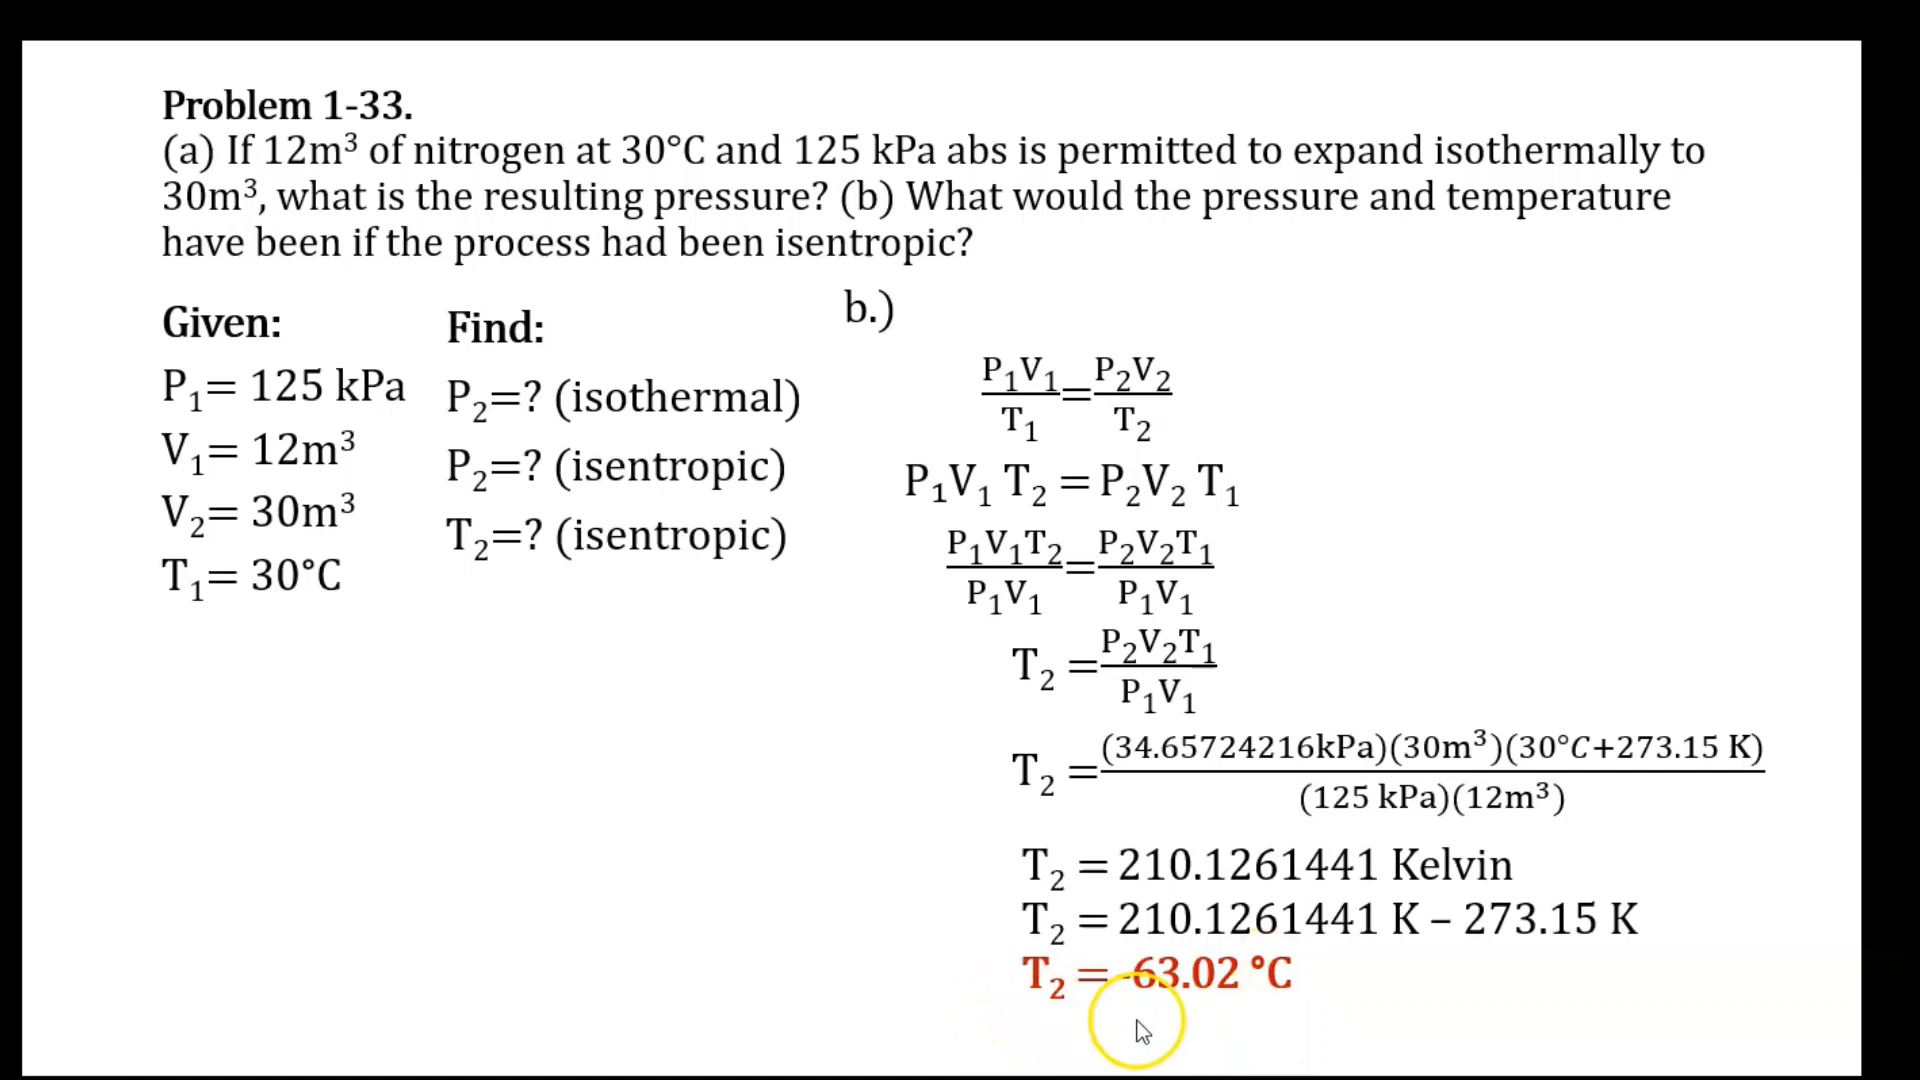 Problem 1-33.
(a) If 12m³ of nitrogen at 30°C and 125 kPa abs is permitted to expand isothermally to
30m³, what is the resulting pressure? (b) What would the pressure and temperature
have been if the process had been isentropic?
Given:
P₁= 125 kPa
V₁= 12m³
V₂= 30m³
T₁= 30°C
Find:
P₂=? (isothermal)
P₂=? (isentropic)
T₂=? (isentropic)
b.)
P₁V₁/T₁=P₂V₂/T₂
P₁V₁ T₂ = P₂V₂ T₁
P₁V₁T₂/P₁V₁=P₂V₂T₁/P₁V₁
T₂ =P₂V₂T₁/P₁V₁
T₂ =(34.65724216kPa)(30m³)(30°C+273.15 K)/(125 kPa)(12m³)
T₂ = 210.1261441 Kelvin
T₂ = 210.1261441 K – 273.15 K
T₂ = -63.02 °C